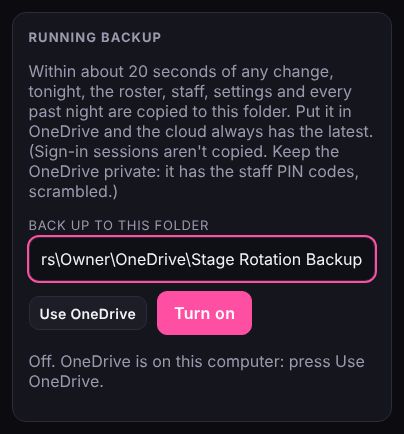 RUNNING BACKUP
Within about 20 seconds of any change,
tonight, the roster, staff, settings and every
past night are copied to this folder. Put it in
OneDrive and the cloud always has the latest.
(Sign-in sessions aren't copied. Keep the
OneDrive private: it has the staff PIN codes,
scrambled.)
BACK UP TO THIS FOLDER
rs\Owner\OneDrive\Stage Rotation Backup
Use OneDrive
Turn on
Off. OneDrive is on this computer: press Use
OneDrive.